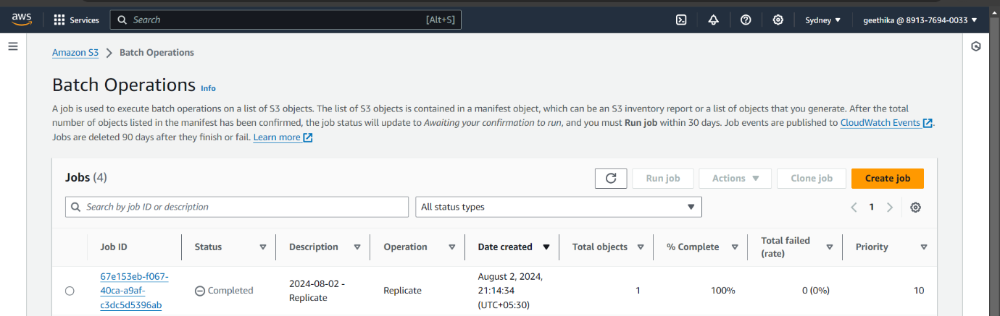 aws Services Search [Alt+S] Sydney geethika @ 8913-7694-0033
Amazon S3 Batch Operations
Batch Operations Info
A job is used to execute batch operations on a list of S3 objects. The list of S3 objects is contained in a manifest object, which can be an S3 inventory report or a list of objects that you generate. After the total
number of objects listed in the manifest has been confirmed, the job status will update to Awaiting your confirmation to run, and you must Run job within 30 days. Job events are published to CloudWatch Events.
Jobs are deleted 90 days after they finish or fail. Learn more
Jobs (4) Run job Actions Clone job Create job
Search by job ID or description All status types 1
Job ID Status Description Operation Date created Total objects % Complete Total failed
(rate) Priority
67e153eb-f067-
40ca-a9af-
c3dc5d5396ab
Completed
2024-08-02 -
Replicate
Replicate
August 2, 2024,
21:14:34
(UTC+05:30)
1
100%
0 (0%)
10